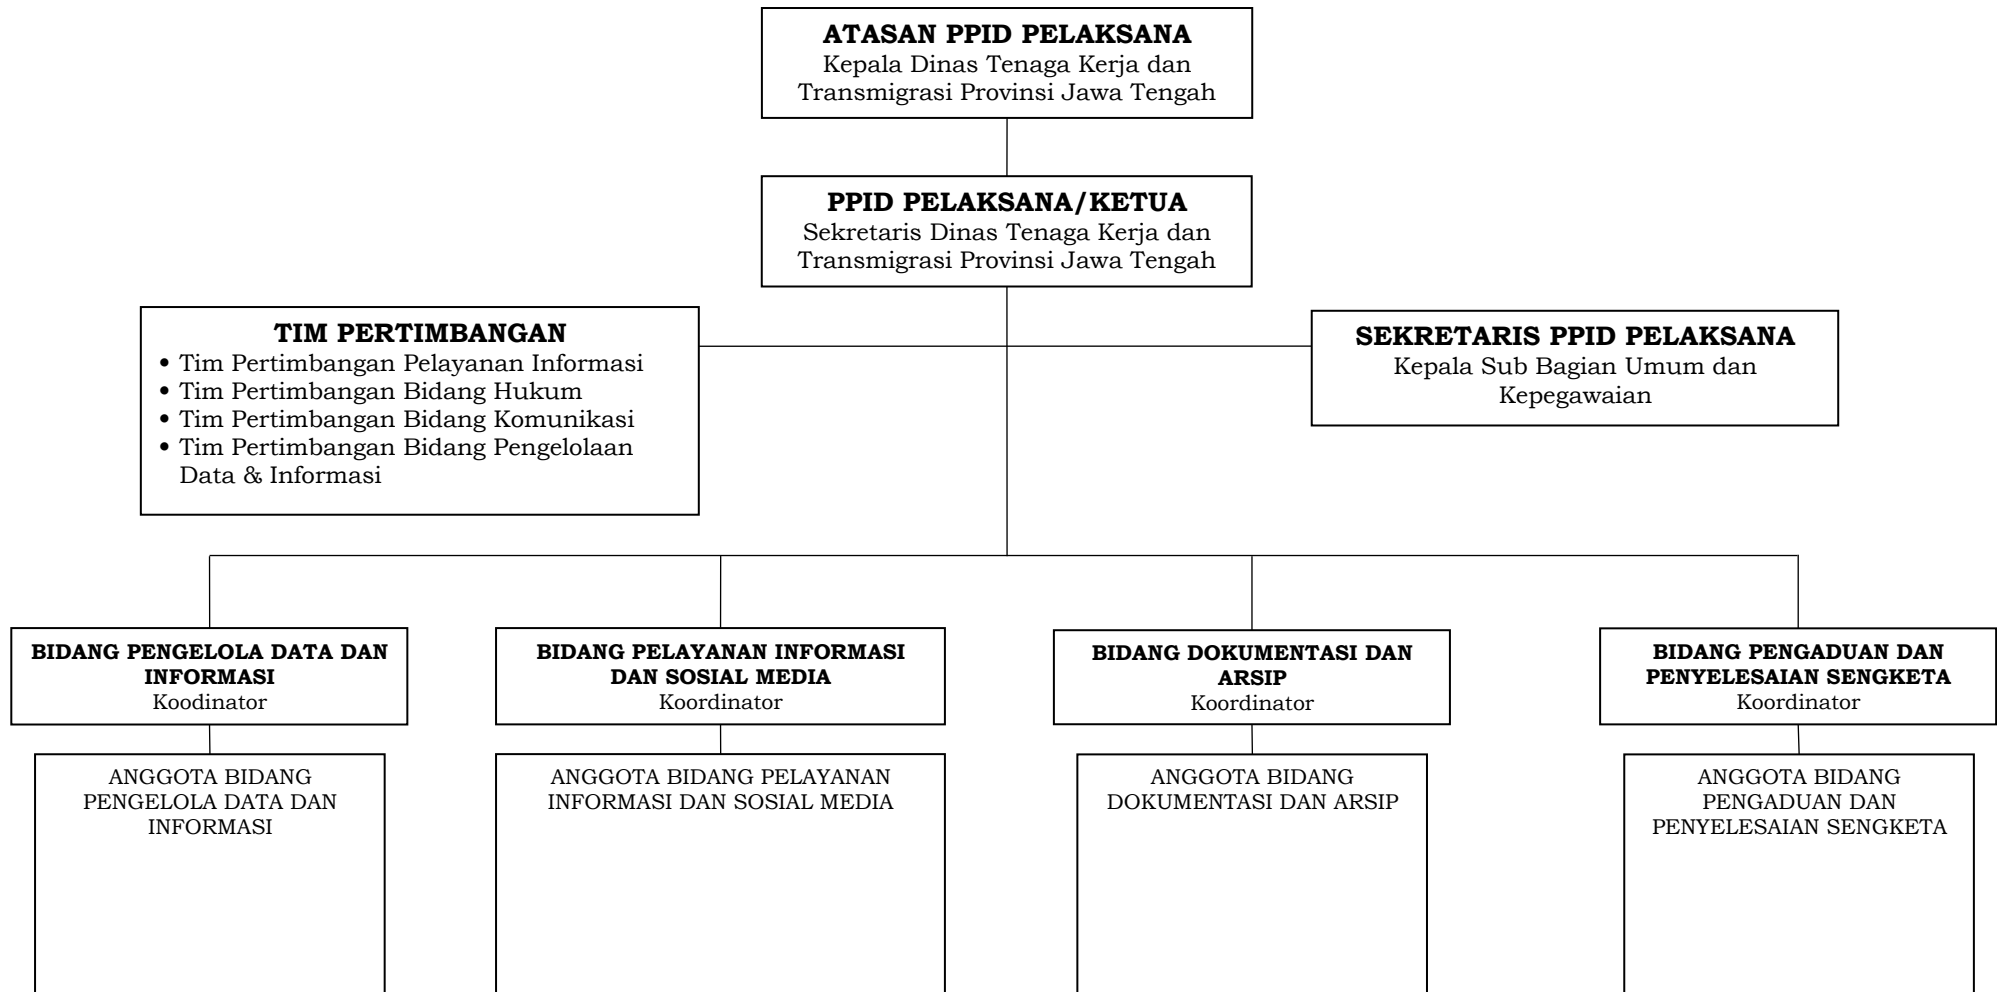 ATASAN PPID PELAKSANA
Kepala Dinas Tenaga Kerja dan
Transmigrasi Provinsi Jawa Tengah
PPID PELAKSANA/KETUA
Sekretaris Dinas Tenaga Kerja dan
Transmigrasi Provinsi Jawa Tengah
TIM PERTIMBANGAN
• Tim Pertimbangan Pelayanan Informasi
• Tim Pertimbangan Bidang Hukum
• Tim Pertimbangan Bidang Komunikasi
• Tim Pertimbangan Bidang Pengelolaan
Data & Informasi
SEKRETARIS PPID PELAKSANA
Kepala Sub Bagian Umum dan
Kepegawaian
BIDANG PENGELOLA DATA DAN
INFORMASI
Koodinator
BIDANG PELAYANAN INFORMASI
DAN SOSIAL MEDIA
Koordinator
BIDANG DOKUMENTASI DAN
ARSIP
Koordinator
BIDANG PENGADUAN DAN
PENYELESAIAN SENGKETA
Koordinator
ANGGOTA BIDANG
PENGELOLA DATA DAN
INFORMASI
ANGGOTA BIDANG PELAYANAN
INFORMASI DAN SOSIAL MEDIA
ANGGOTA BIDANG
DOKUMENTASI DAN ARSIP
ANGGOTA BIDANG
PENGADUAN DAN
PENYELESAIAN SENGKETA